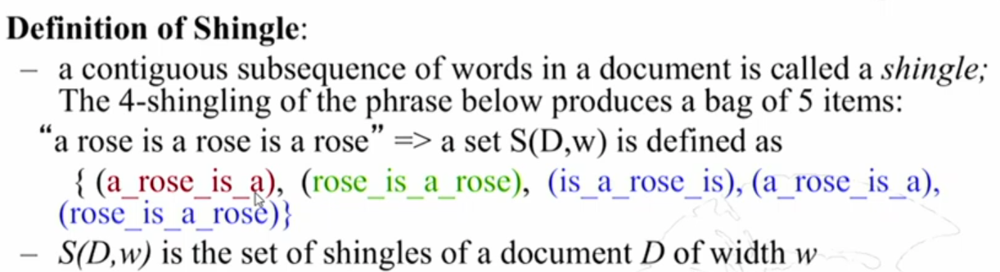 Definition of Shingle:
– a contiguous subsequence of words in a document is called a shingle;
The 4-shingling of the phrase below produces a bag of 5 items:
“a rose is a rose is a rose” => a set S(D,w) is defined as
{ (a_rose_is_a), (rose_is_a_rose), (is_a_rose_is), (a_rose_is_a),
(rose_is_a_rose)}
– S(D,w) is the set of shingles of a document D of width w